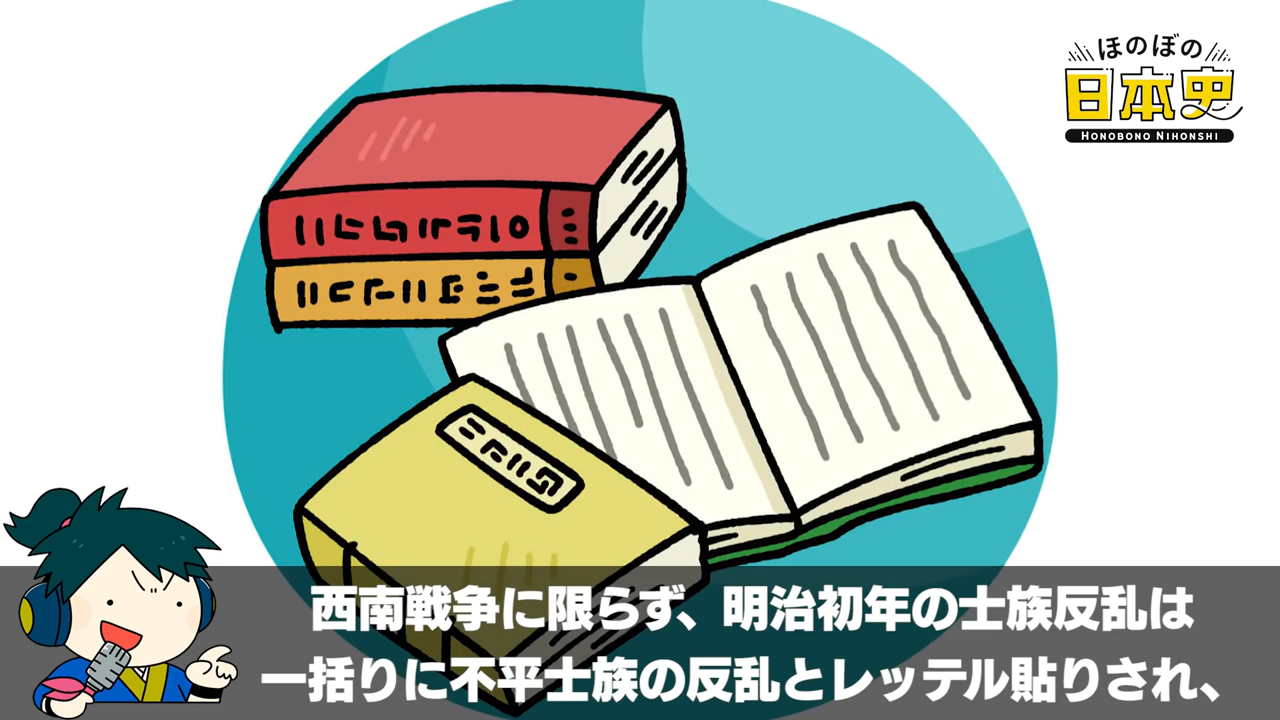 ほのぼの
日本史
HONOBONO NIHONSHI
西南戦争に限らず、明治初年の士族反乱は
一括りに不平士族の反乱とレッテル貼りされ、